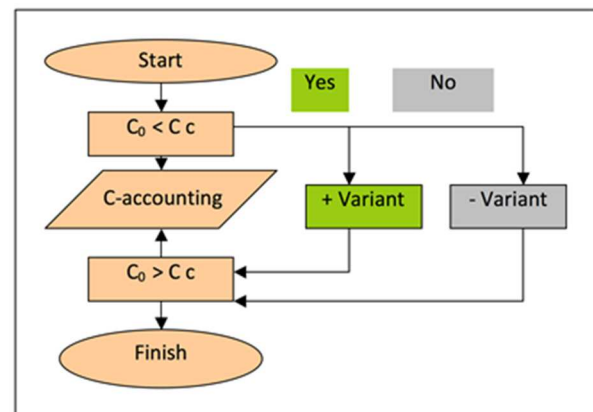 Start
Yes
No
C₀ < C c
C-accounting
+ Variant
- Variant
C₀ > C c
Finish